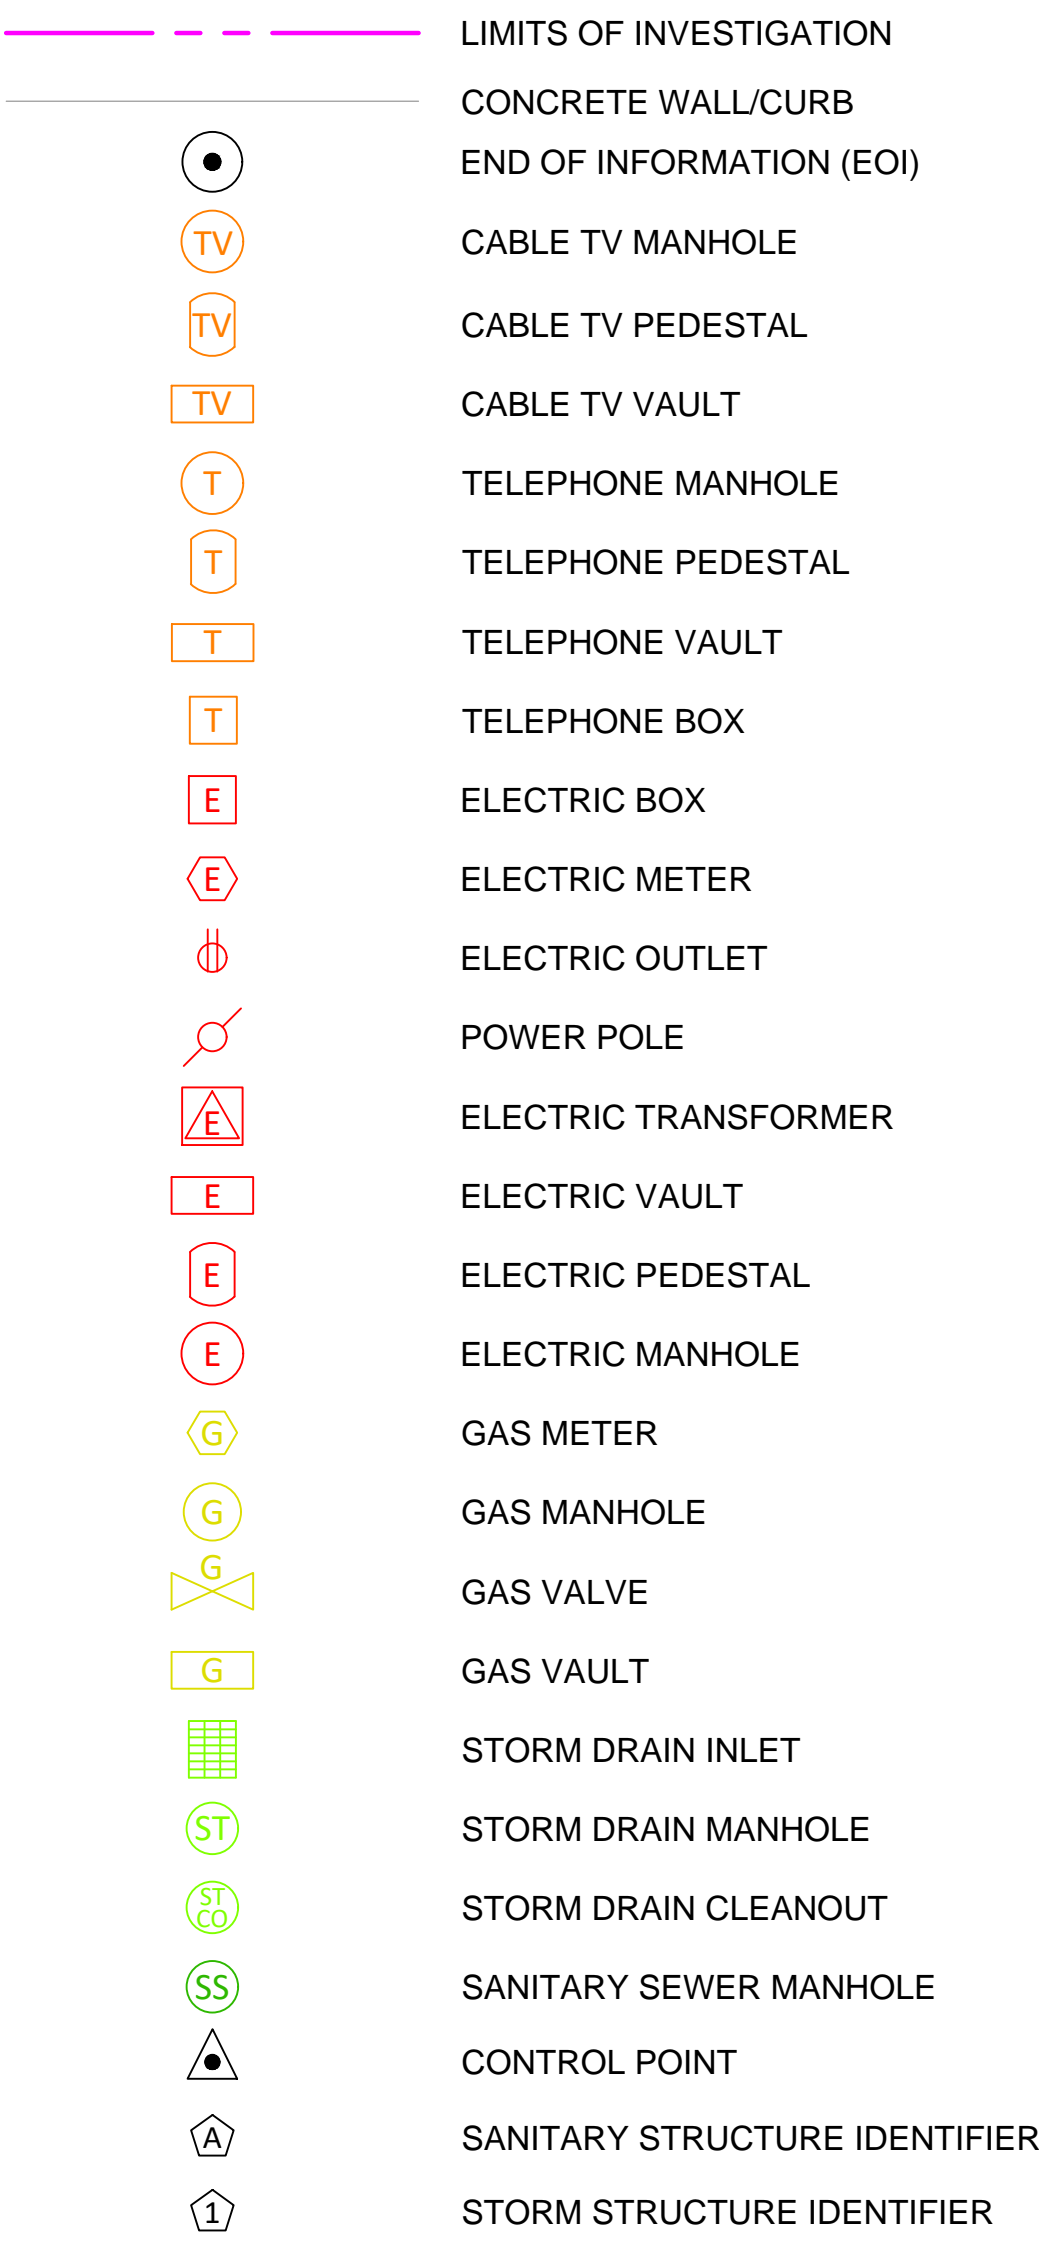 LIMITS OF INVESTIGATION
CONCRETE WALL/CURB
END OF INFORMATION (EOI)
TV CABLE TV MANHOLE
TV CABLE TV PEDESTAL
TV CABLE TV VAULT
T TELEPHONE MANHOLE
T TELEPHONE PEDESTAL
T TELEPHONE VAULT
T TELEPHONE BOX
E ELECTRIC BOX
E ELECTRIC METER
ELECTRIC OUTLET
POWER POLE
E ELECTRIC TRANSFORMER
E ELECTRIC VAULT
E ELECTRIC PEDESTAL
E ELECTRIC MANHOLE
G GAS METER
G GAS MANHOLE
G GAS VALVE
G GAS VAULT
STORM DRAIN INLET
ST STORM DRAIN MANHOLE
ST
CO STORM DRAIN CLEANOUT
SS SANITARY SEWER MANHOLE
CONTROL POINT
A SANITARY STRUCTURE IDENTIFIER
1 STORM STRUCTURE IDENTIFIER